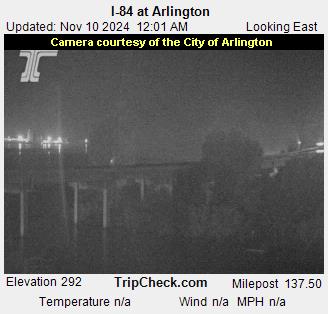 I-84 at Arlington
Updated: Nov 10 2024 12:01 AM Looking East
Camera courtesy of the City of Arlington
Elevation 292 TripCheck.com Milepost 137.50
Temperature n/a Wind n/a MPH n/a